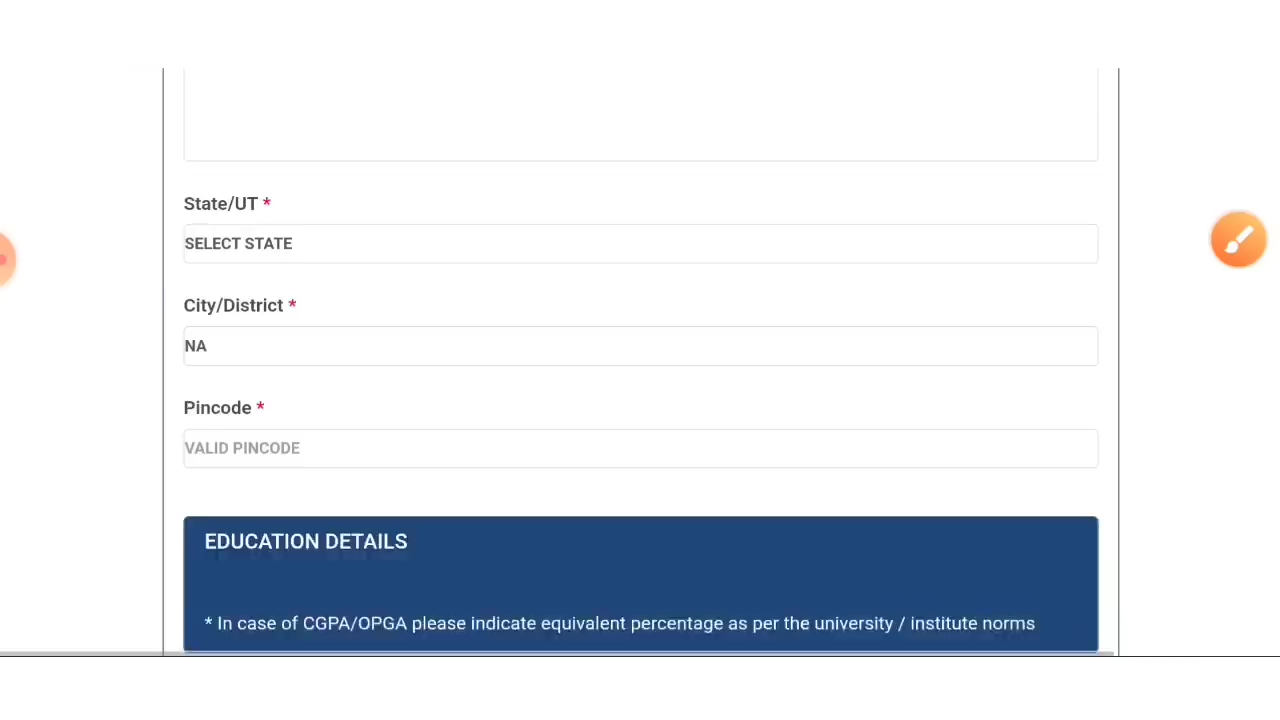 State/UT *
SELECT STATE
City/District *
NA
Pincode *
VALID PINCODE
EDUCATION DETAILS
* In case of CGPA/OPGA please indicate equivalent percentage as per the university / institute norms